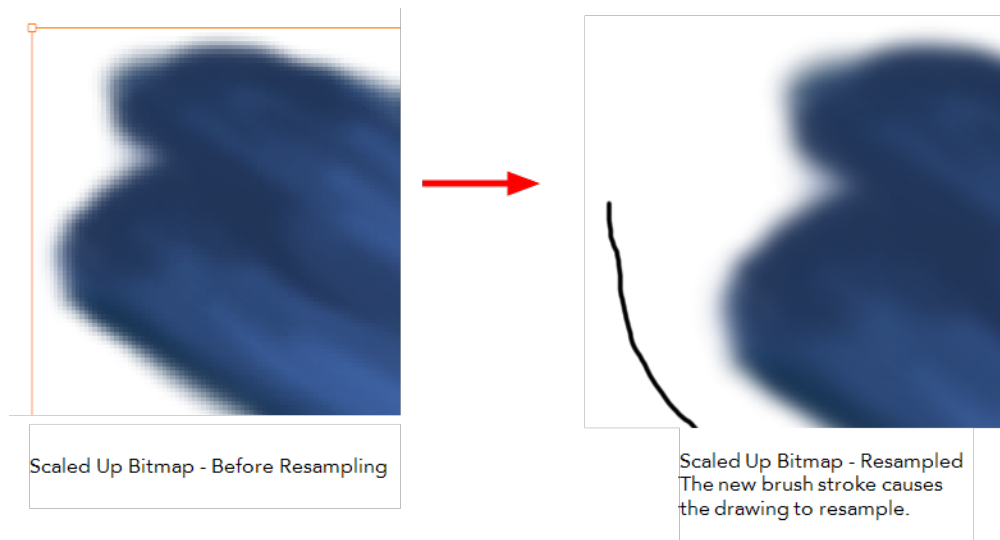 Scaled Up Bitmap - Before Resampling
Scaled Up Bitmap - Resampled
The new brush stroke causes
the drawing to resample.